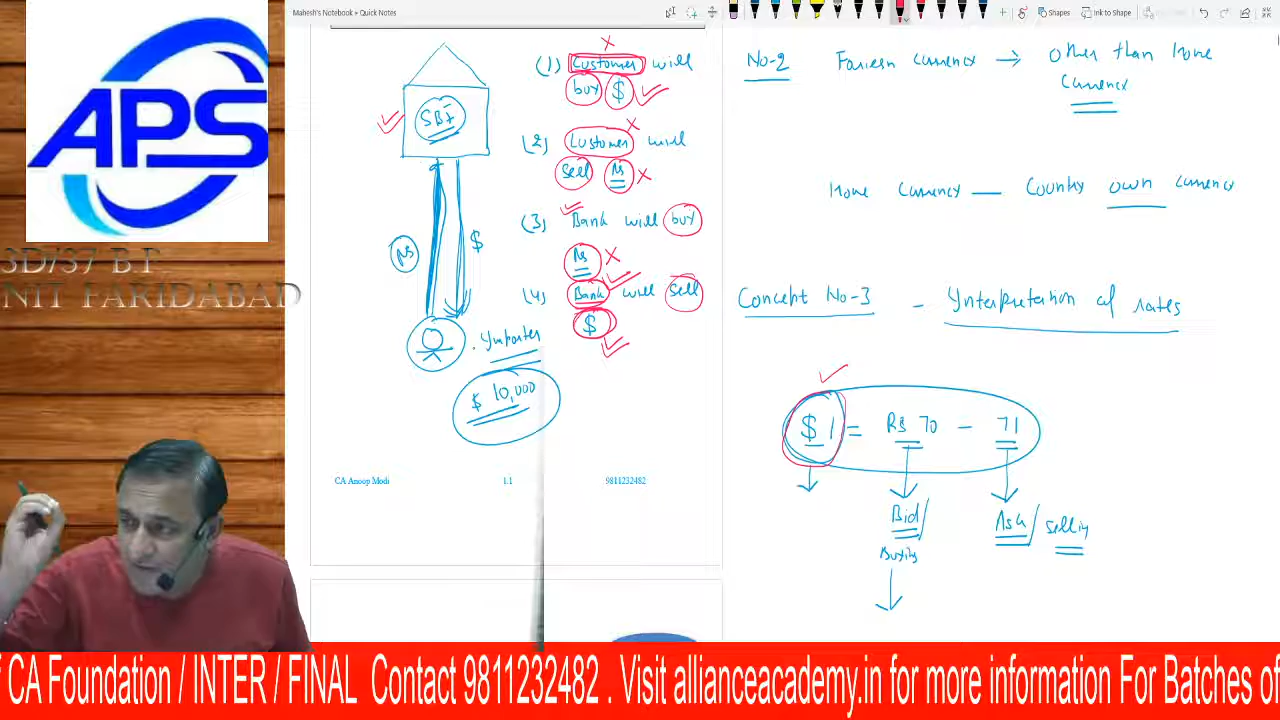 Mahesh's Notebook » Quick Notes
Shapes
Ink to Shape
APS
3D/37 B.P.
NIT FARIDABAD
SBI
Rs
$
Importer
$ 10,000
(1) Customer will
buy $
(2) Customer will
sell Rs
(3) Bank will buy
Rs
(4) Bank will sell
$
CA Anoop Modi
1.1
9811232482
No-2 Foriegn currency → other than Home
Currency
Home Currency — Country own currency
Concept No-3 - Interpretation of rates
$ 1 = Rs 70 - 71
Bid/
Buying
Ask/ selling
f CA Foundation / INTER / FINAL Contact 9811232482 . Visit allianceacademy.in for more information For Batches of